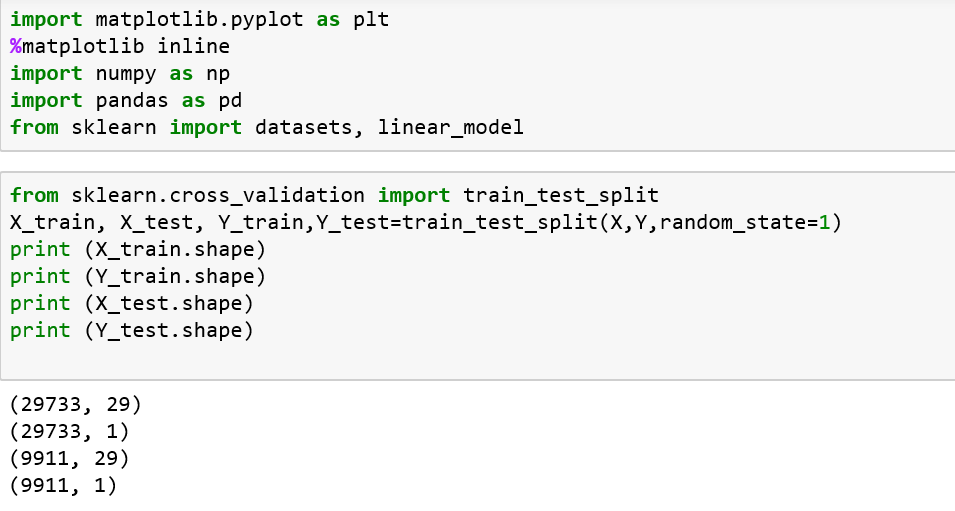 import matplotlib.pyplot as plt
%matplotlib inline
import numpy as np
import pandas as pd
from sklearn import datasets, linear_model
from sklearn.cross_validation import train_test_split
X_train, X_test, Y_train,Y_test=train_test_split(X,Y,random_state=1)
print (X_train.shape)
print (Y_train.shape)
print (X_test.shape)
print (Y_test.shape)
(29733, 29)
(29733, 1)
(9911, 29)
(9911, 1)